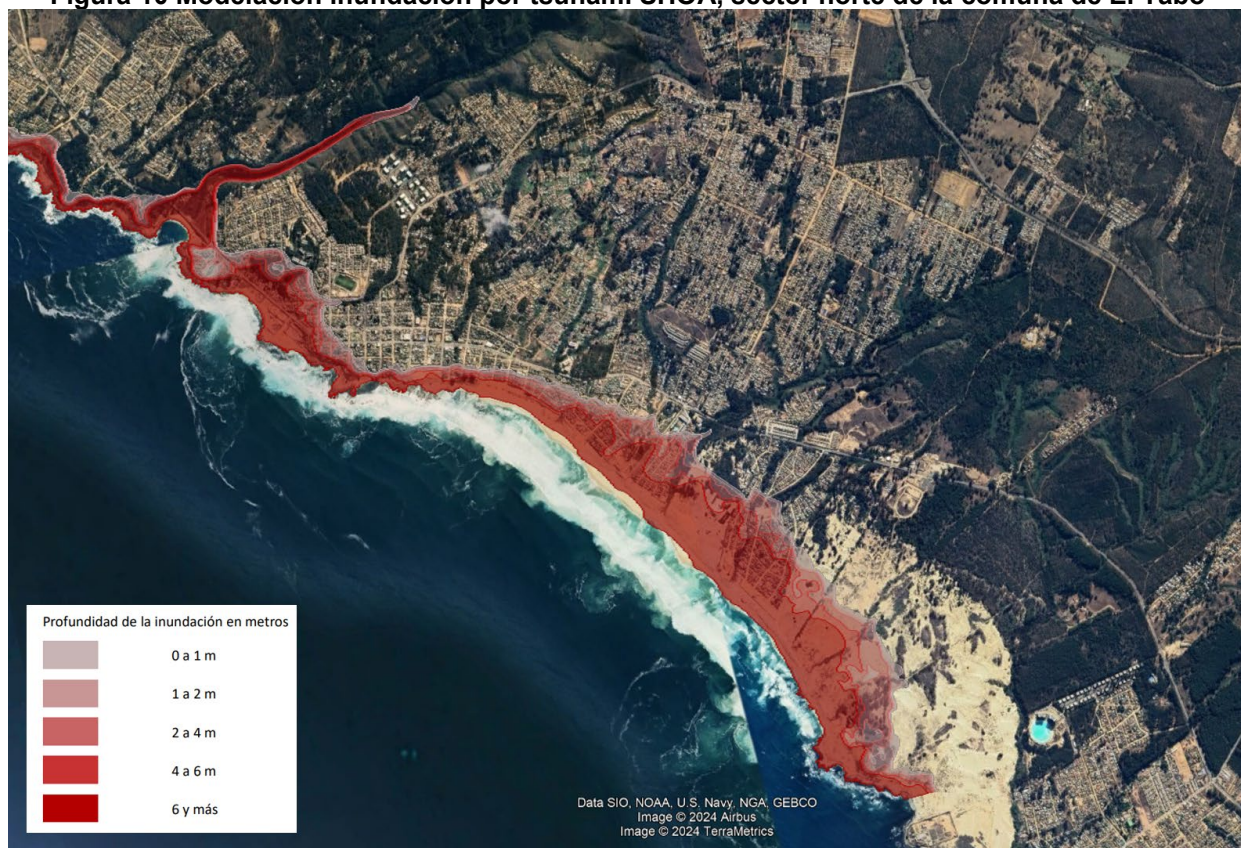 Figura 10 Modelación inundación por tsunami SHOA, sector norte de la comuna de El Tabo
Profundidad de la inundación en metros
0 a 1 m
1 a 2 m
2 a 4 m
4 a 6 m
6 y más
Data SIO, NOAA, U.S. Navy, NGA, GEBCO
Image © 2024 Airbus
Image © 2024 TerraMetrics